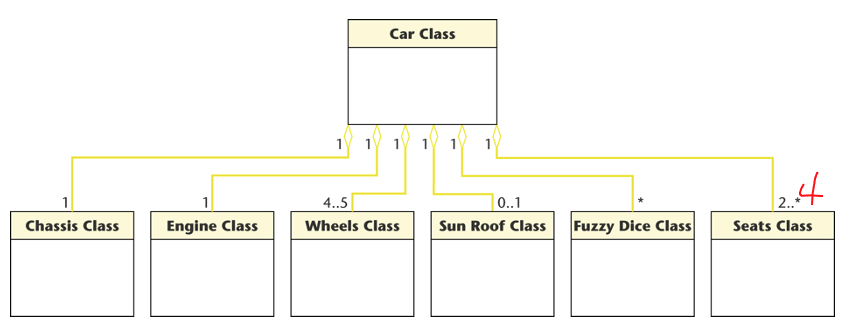 Car Class
1 1 1 1 1 1
1 1 4..5 0..1 * 2..* 4
Chassis Class Engine Class Wheels Class Sun Roof Class Fuzzy Dice Class Seats Class